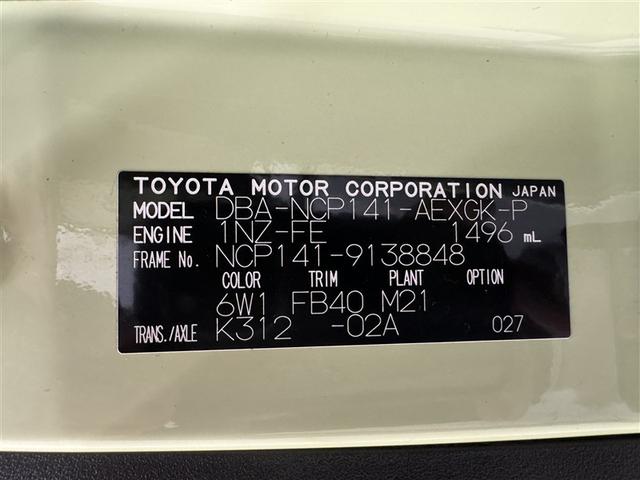 TOYOTA MOTOR CORPORATION JAPAN
MODEL DBA-NCP141-AEXGK-P
ENGINE 1NZ-FE 1496 mL
FRAME No. NCP141-9138848
COLOR TRIM PLANT OPTION
6W1 FB40 M21
TRANS./AXLE K312 -02A 027